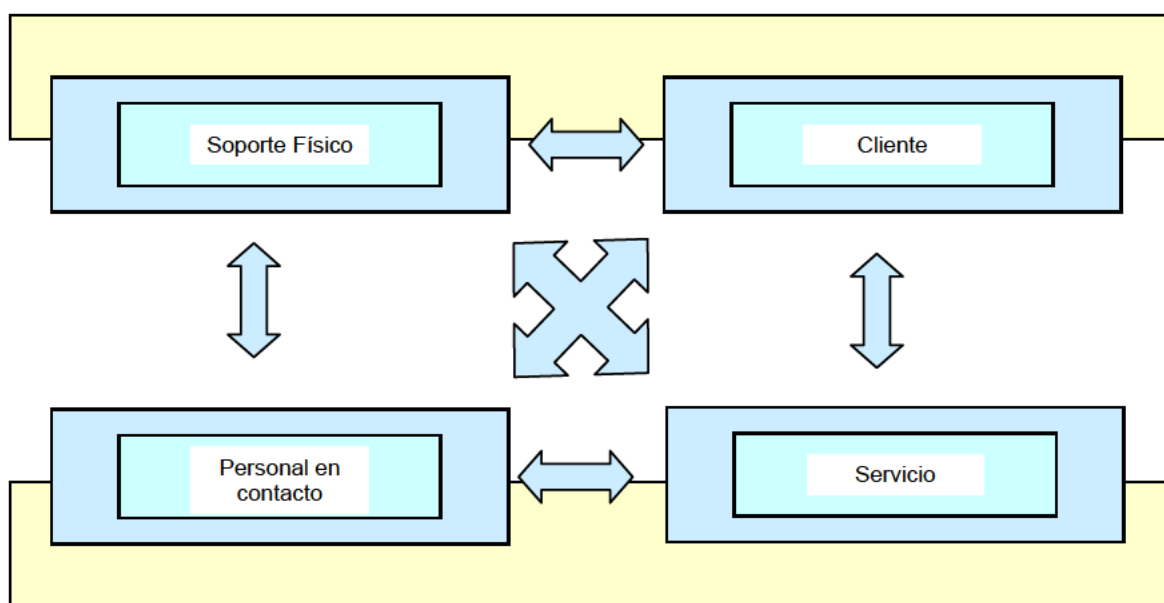 Soporte Físico
Cliente
Personal en
contacto
Servicio